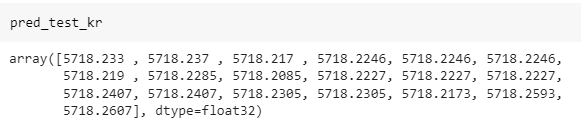 pred_test_kr
array([5718.233 , 5718.237 , 5718.217 , 5718.2246, 5718.2246, 5718.2246,
5718.219 , 5718.2285, 5718.2085, 5718.2227, 5718.2227, 5718.2227,
5718.2407, 5718.2407, 5718.2305, 5718.2305, 5718.2173, 5718.2593,
5718.2607], dtype=float32)